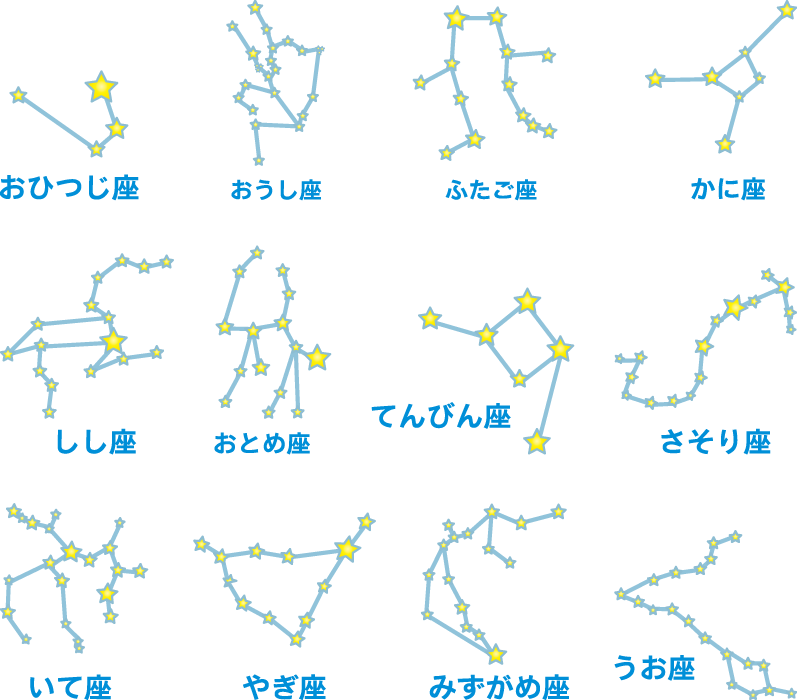 おひつじ座
おうし座
ふたご座
かに座
しし座
おとめ座
てんびん座
さそり座
いて座
やぎ座
みずがめ座
うお座